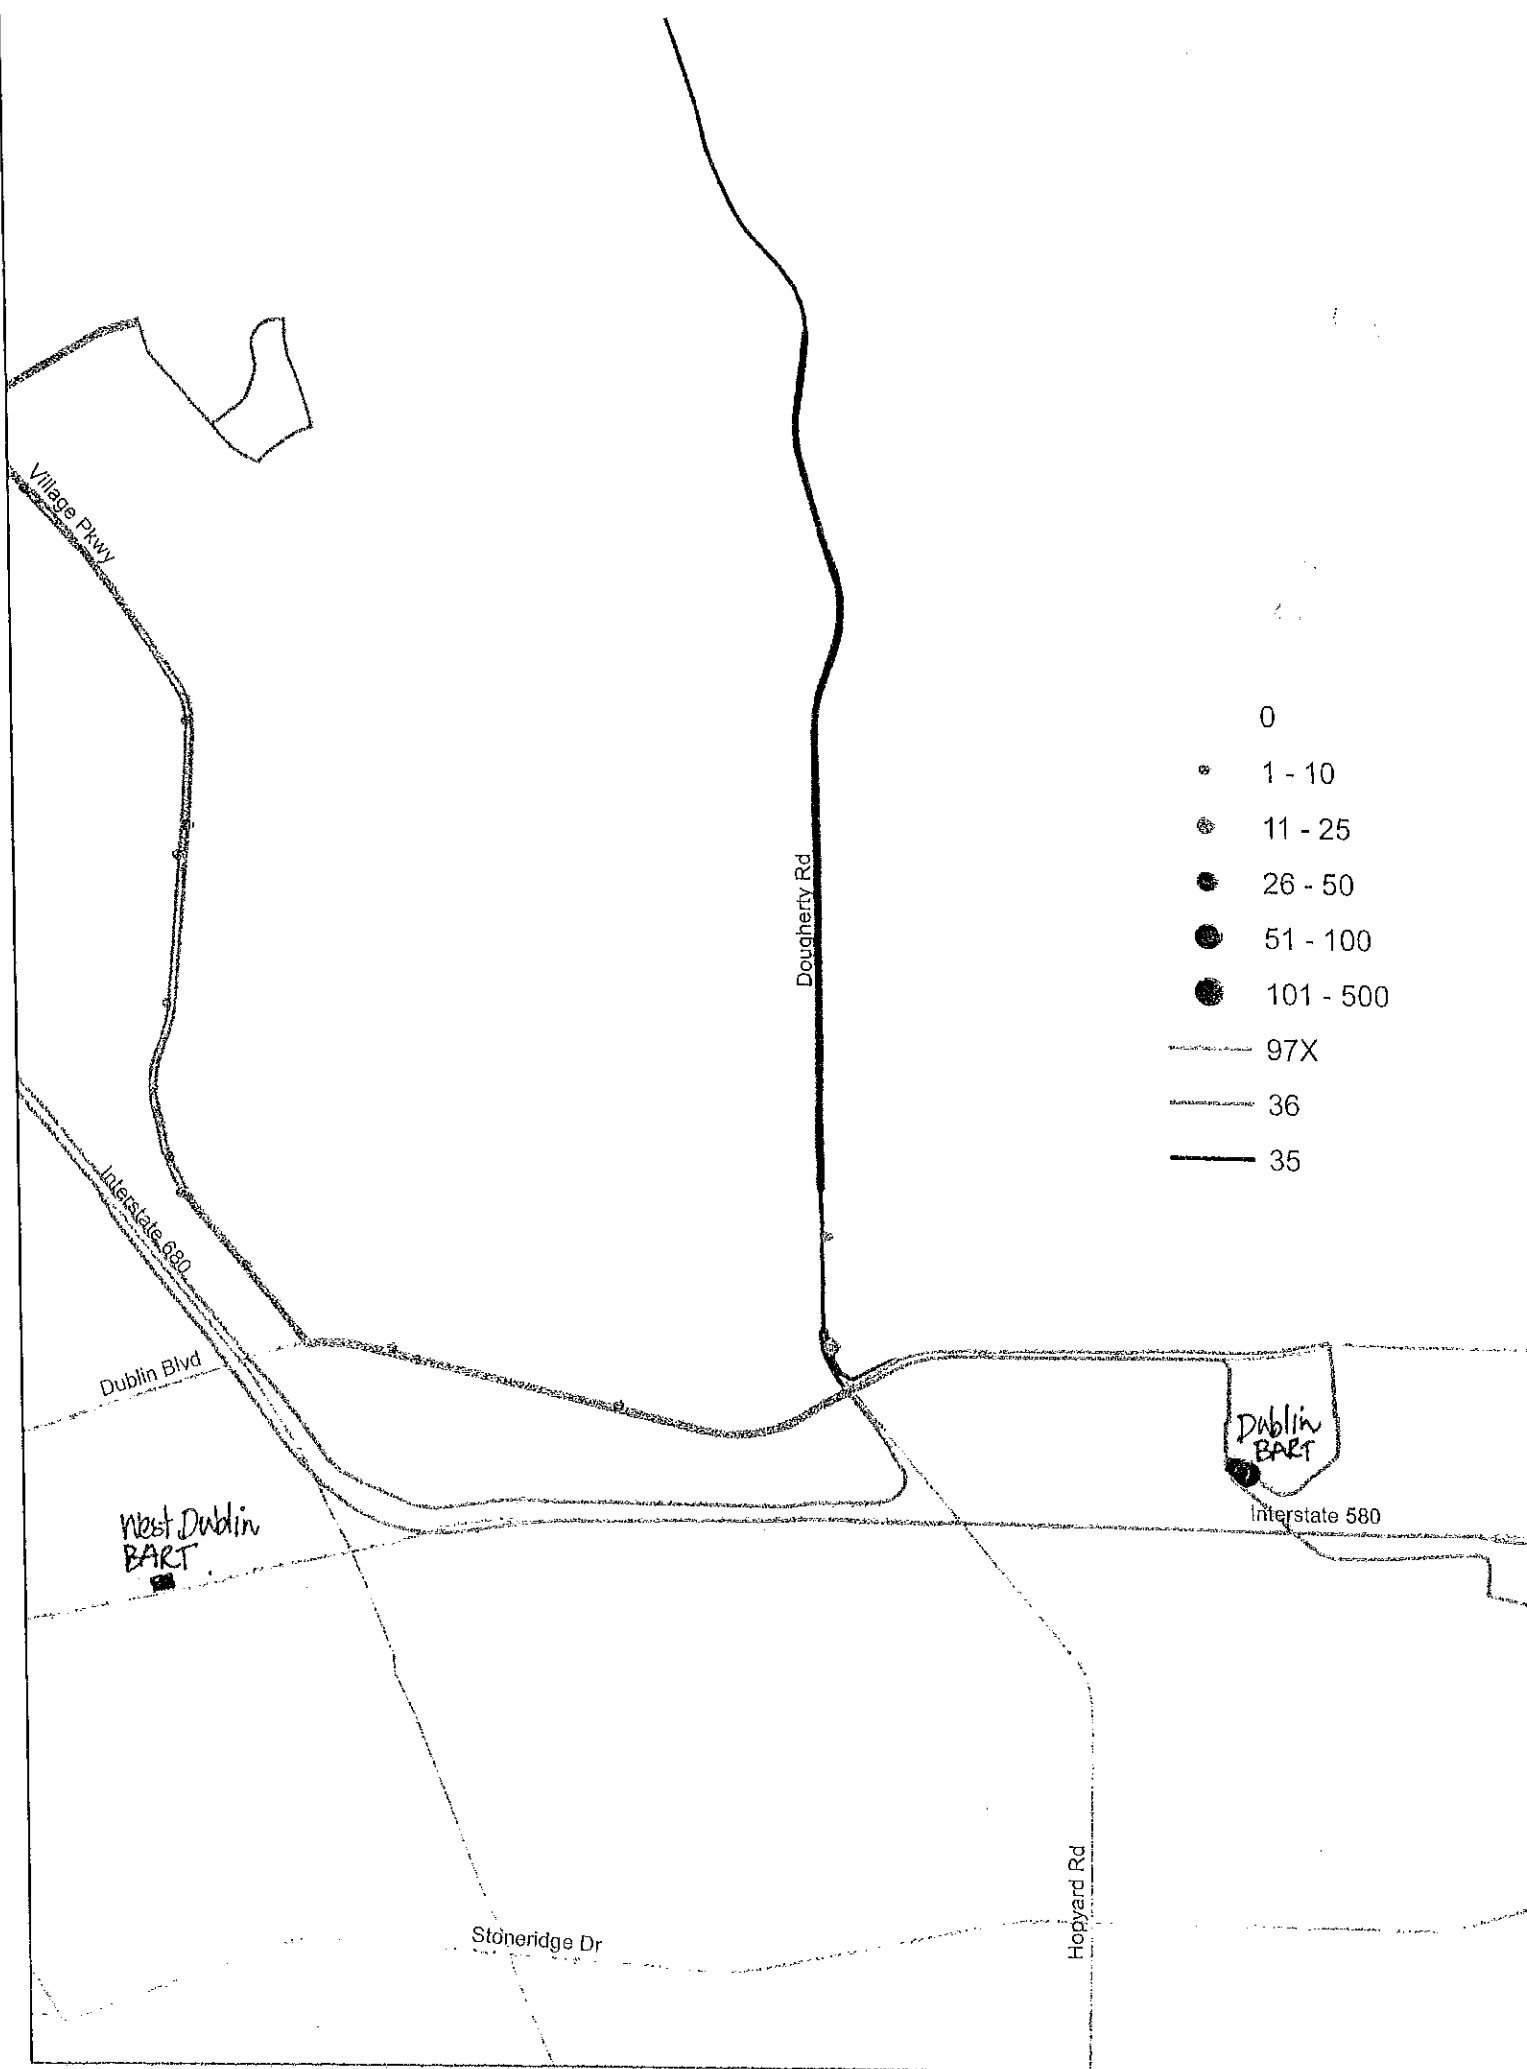 Village Pkwy
0
1 - 10
11 - 25
26 - 50
51 - 100
101 - 500
97X
36
35
Dougherty Rd
Interstate 680
Dublin Blvd
Dublin
BART
Interstate 580
West Dublin
BART
Hopyard Rd
Stoneridge Dr